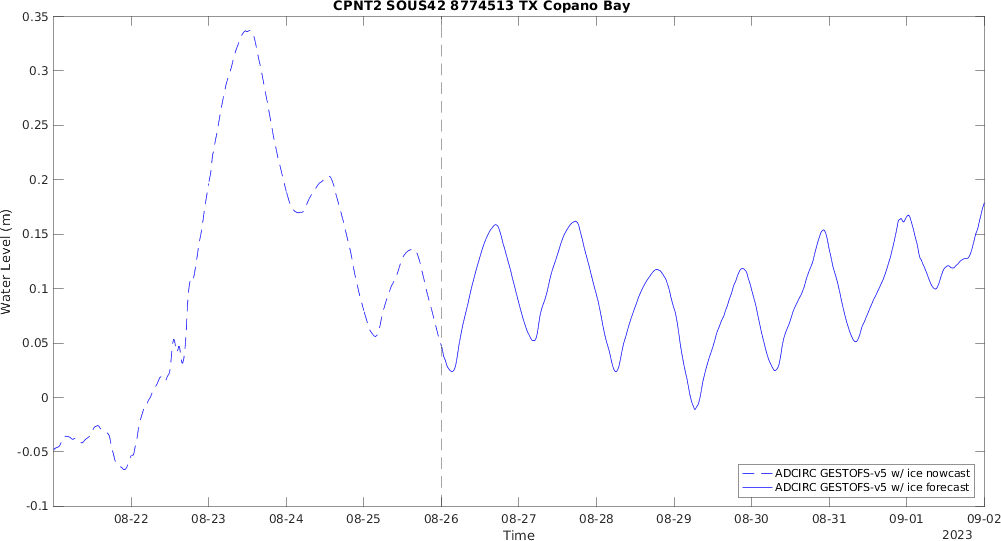 CPNT2 SOUS42 8774513 TX Copano Bay
0.35
0.3
0.25
0.2
0.15
0.1
0.05
0
-0.05
-0.1
Water Level (m)
ADCIRC GESTOFS-v5 w/ ice nowcast
ADCIRC GESTOFS-v5 w/ ice forecast
08-22 08-23 08-24 08-25 08-26 08-27 08-28 08-29 08-30 08-31 09-01 09-02
Time
2023